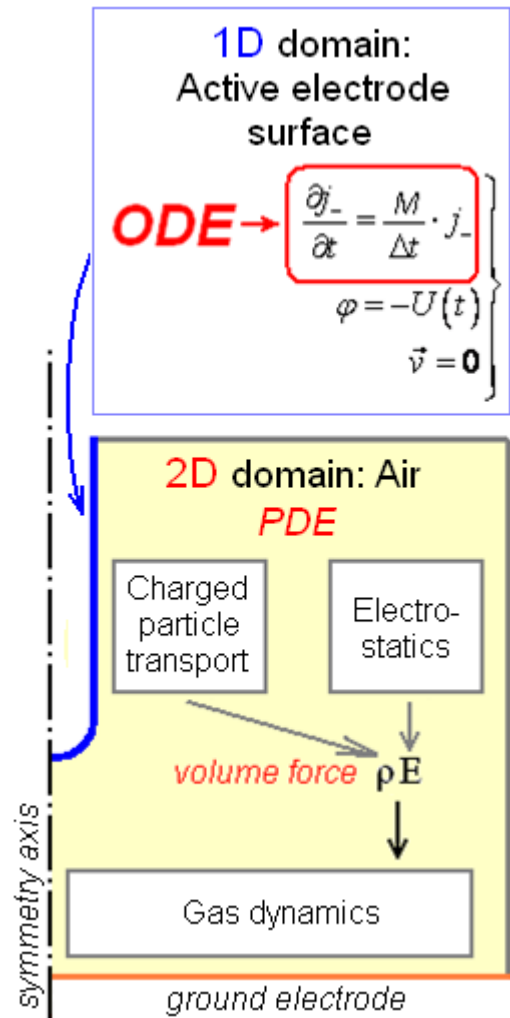 1D domain:
Active electrode
surface
ODE → ∂j₋/∂t = M/Δt · j₋
φ = −U(t)
v⃗ = 0
2D domain: Air
PDE
Charged
particle
transport
Electro-
statics
volume force ρE
Gas dynamics
symmetry axis
ground electrode